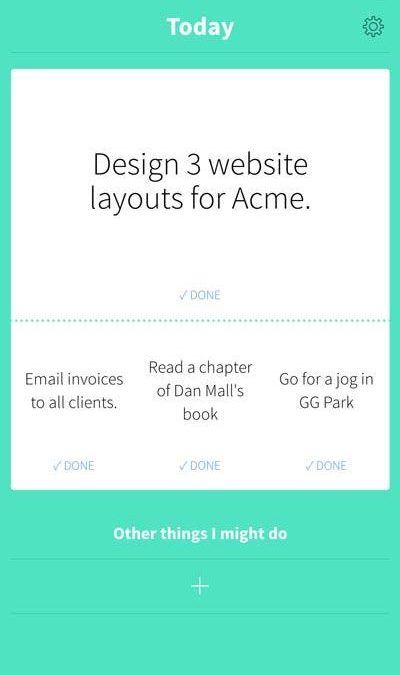 Today
Design 3 website
layouts for Acme.
✓ DONE
Email invoices
to all clients.
✓ DONE
Read a chapter
of Dan Mall's
book
✓ DONE
Go for a jog in
GG Park
✓ DONE
Other things I might do